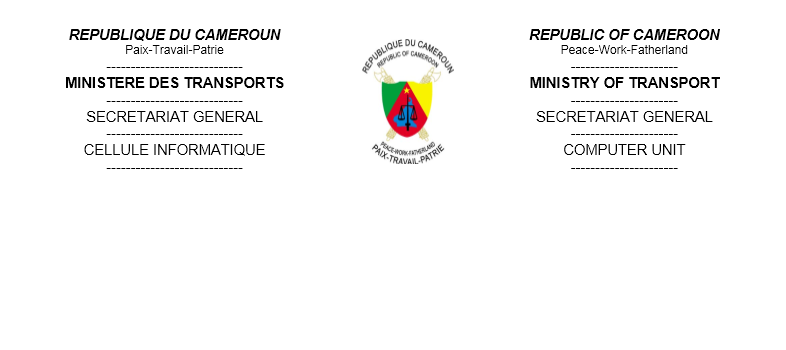 REPUBLIQUE DU CAMEROUN
Paix-Travail-Patrie
----------------------------
MINISTERE DES TRANSPORTS
----------------------------
SECRETARIAT GENERAL
----------------------------
CELLULE INFORMATIQUE
----------------------------
REPUBLIQUE DU CAMEROUN
REPUBLIC OF CAMEROON
PEACE-WORK-FATHERLAND
PAIX-TRAVAIL-PATRIE
REPUBLIC OF CAMEROON
Peace-Work-Fatherland
----------------------
MINISTRY OF TRANSPORT
----------------------
SECRETARIAT GENERAL
----------------------
COMPUTER UNIT
----------------------